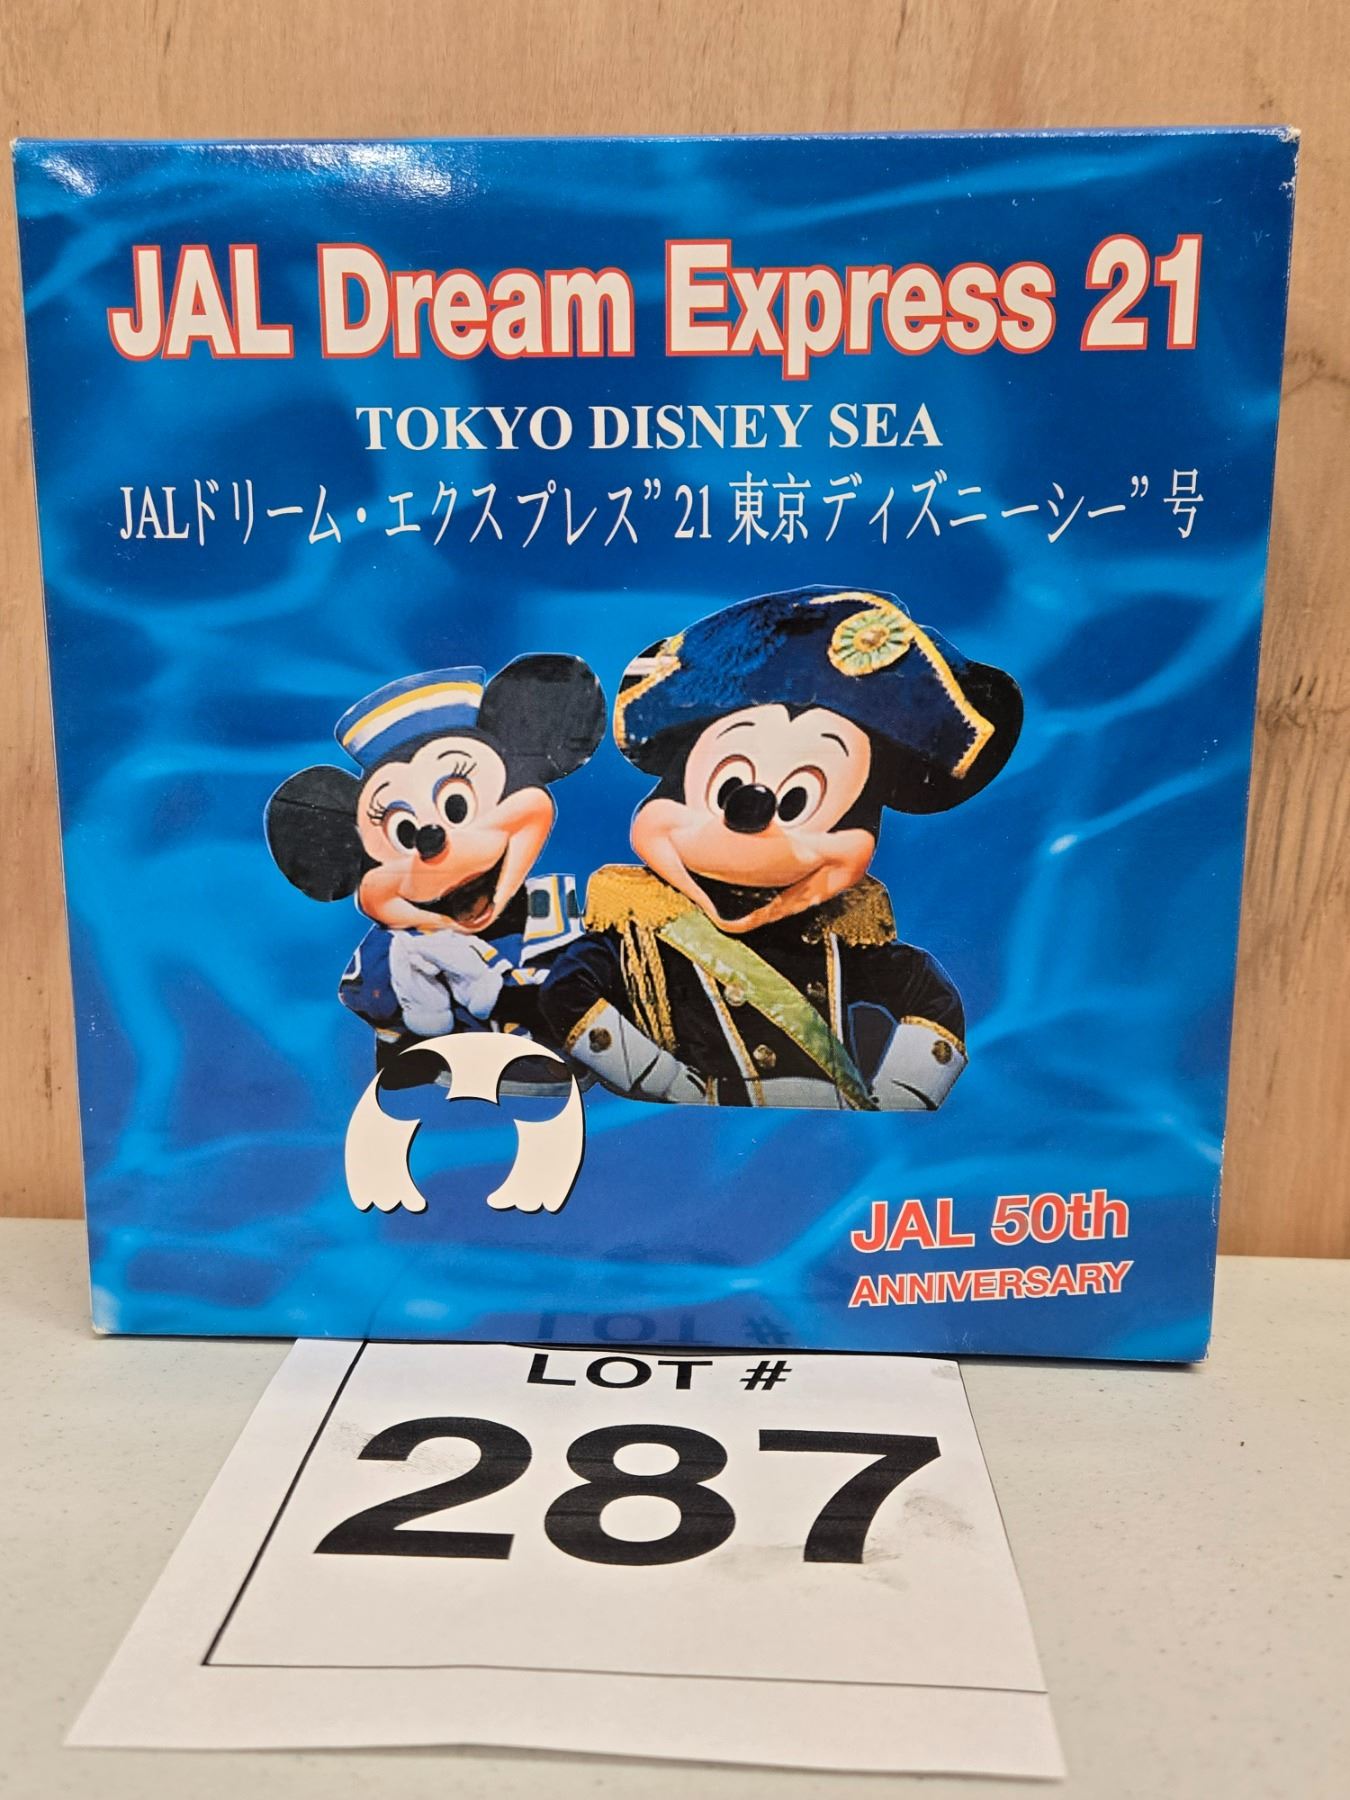 JAL Dream Express 21
TOKYO DISNEY SEA
JALドリーム・エクスプレス”21東京ディズニーシー”号
JAL 50th
ANNIVERSARY
LOT #
287